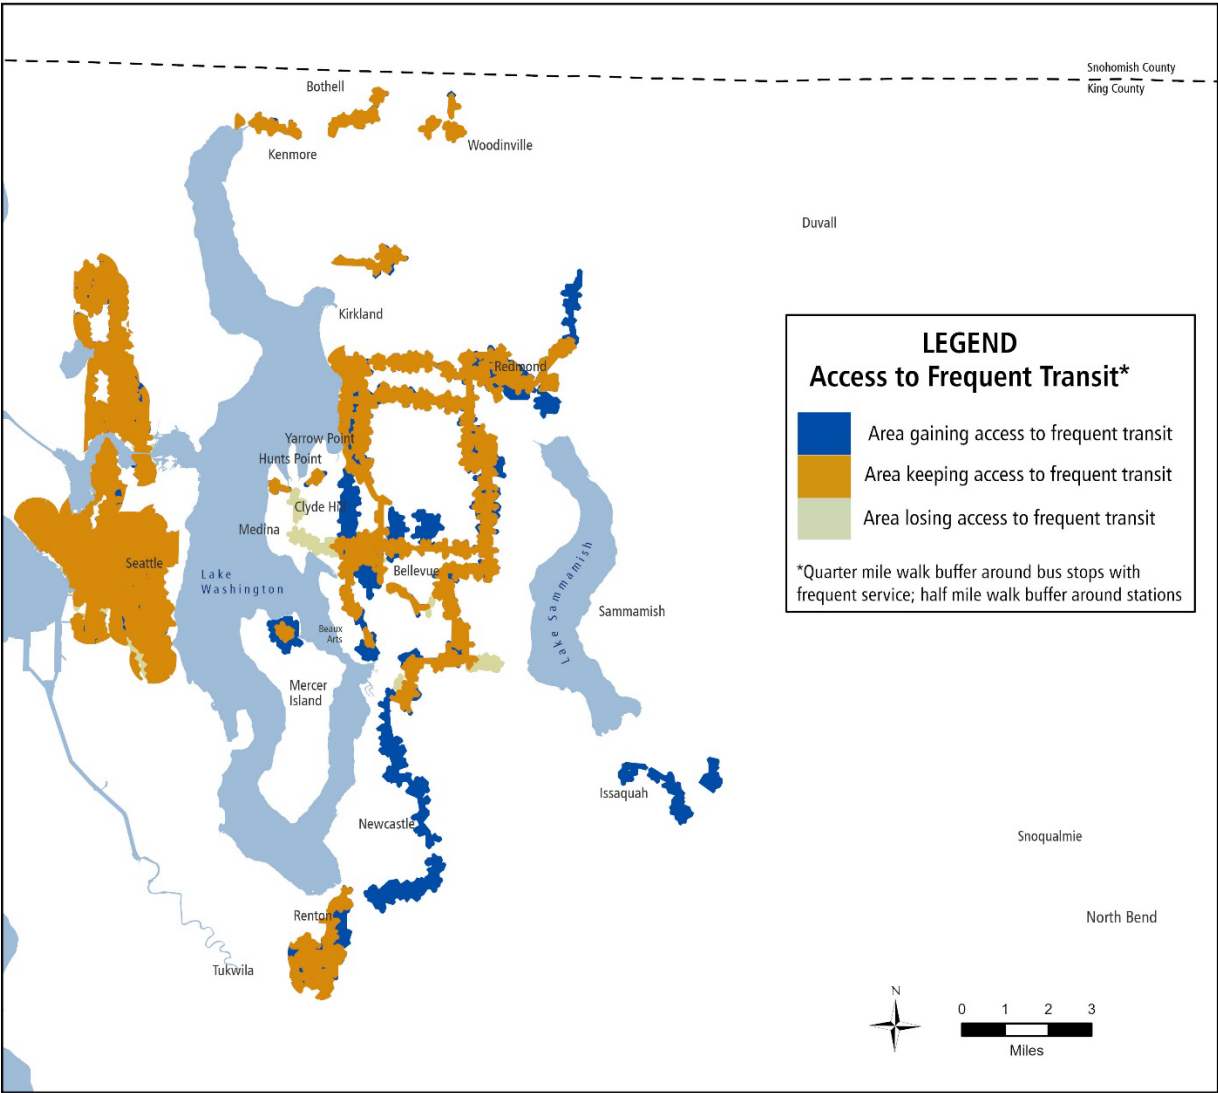 Snohomish County
King County
Bothell
Woodinville
Kenmore
Duvall
Kirkland
LEGEND
Access to Frequent Transit*
Area gaining access to frequent transit
Area keeping access to frequent transit
Area losing access to frequent transit
*Quarter mile walk buffer around bus stops with
frequent service; half mile walk buffer around stations
Redmond
Yarrow Point
Hunts Point
Clyde Hill
Medina
Seattle
Lake
Washington
Bellevue
Lake Sammamish
Sammamish
Beaux
Arts
Mercer
Island
Issaquah
Newcastle
Snoqualmie
Renton
North Bend
Tukwila
N
0 1 2 3
Miles